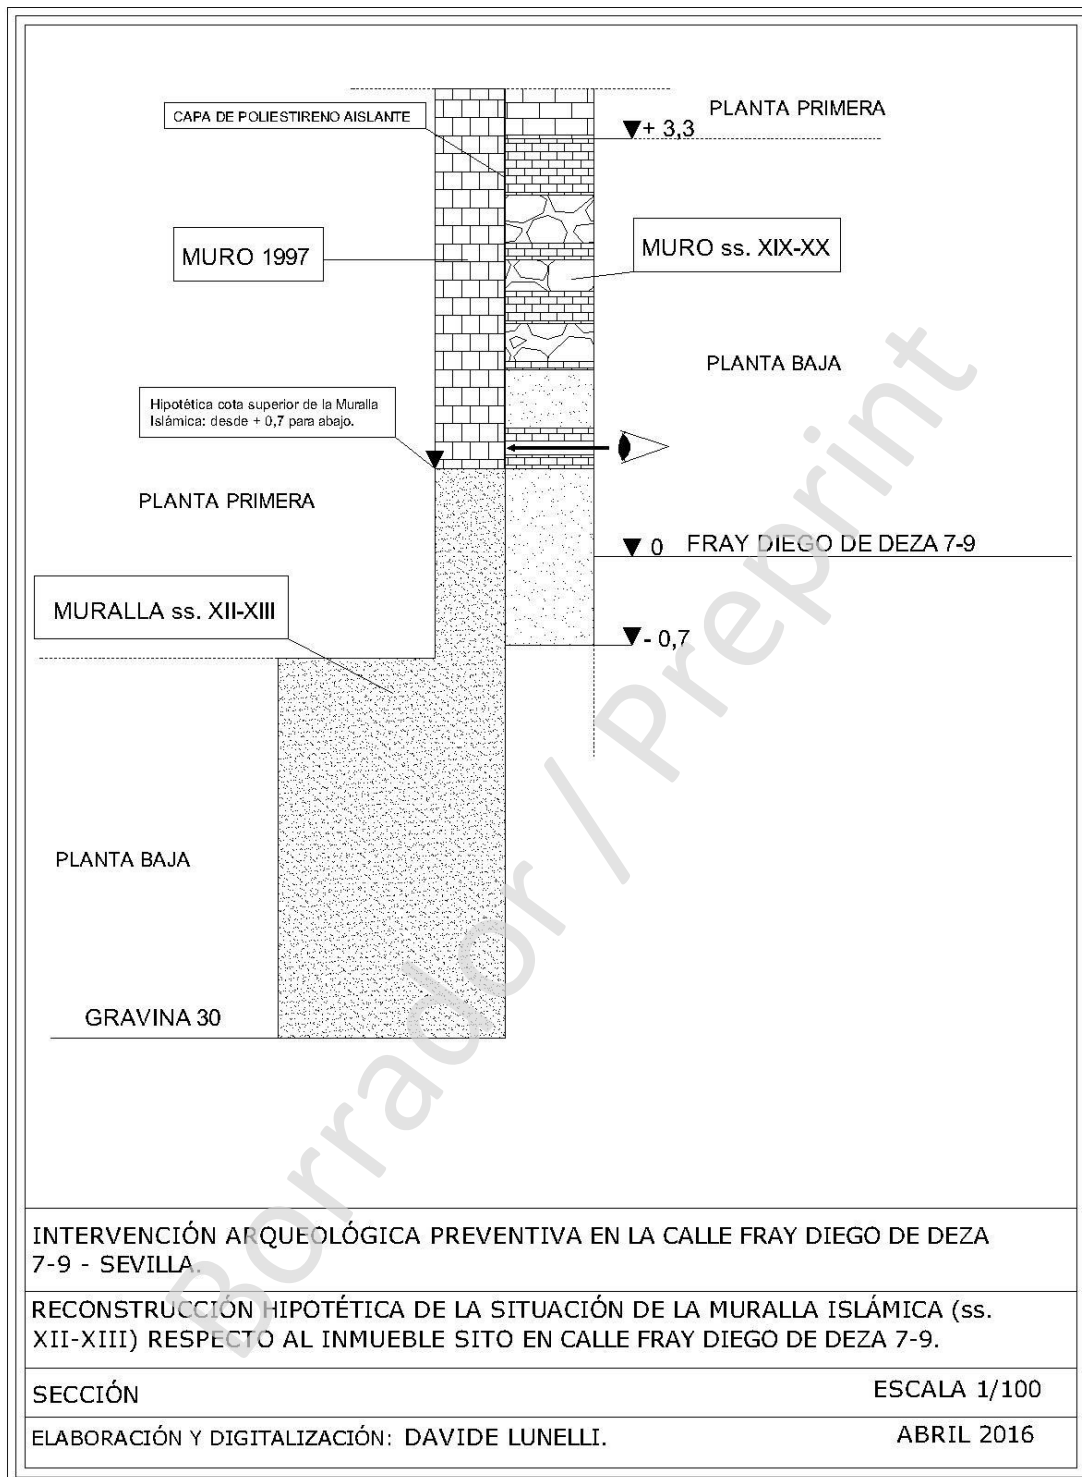 PLANTA PRIMERA
CAPA DE POLIESTIRENO AISLANTE
+ 3,3
MURO 1997
MURO ss. XIX-XX
PLANTA BAJA
Hipotética cota superior de la Muralla
Islámica: desde + 0,7 para abajo.
PLANTA PRIMERA
0 FRAY DIEGO DE DEZA 7-9
MURALLA ss. XII-XIII
- 0,7
PLANTA BAJA
GRAVINA 30
Borrador / Preprint
INTERVENCIÓN ARQUEOLÓGICA PREVENTIVA EN LA CALLE FRAY DIEGO DE DEZA
7-9 - SEVILLA.
RECONSTRUCCIÓN HIPOTÉTICA DE LA SITUACIÓN DE LA MURALLA ISLÁMICA (ss.
XII-XIII) RESPECTO AL INMUEBLE SITO EN CALLE FRAY DIEGO DE DEZA 7-9.
SECCIÓN
ESCALA 1/100
ELABORACIÓN Y DIGITALIZACIÓN: DAVIDE LUNELLI.
ABRIL 2016